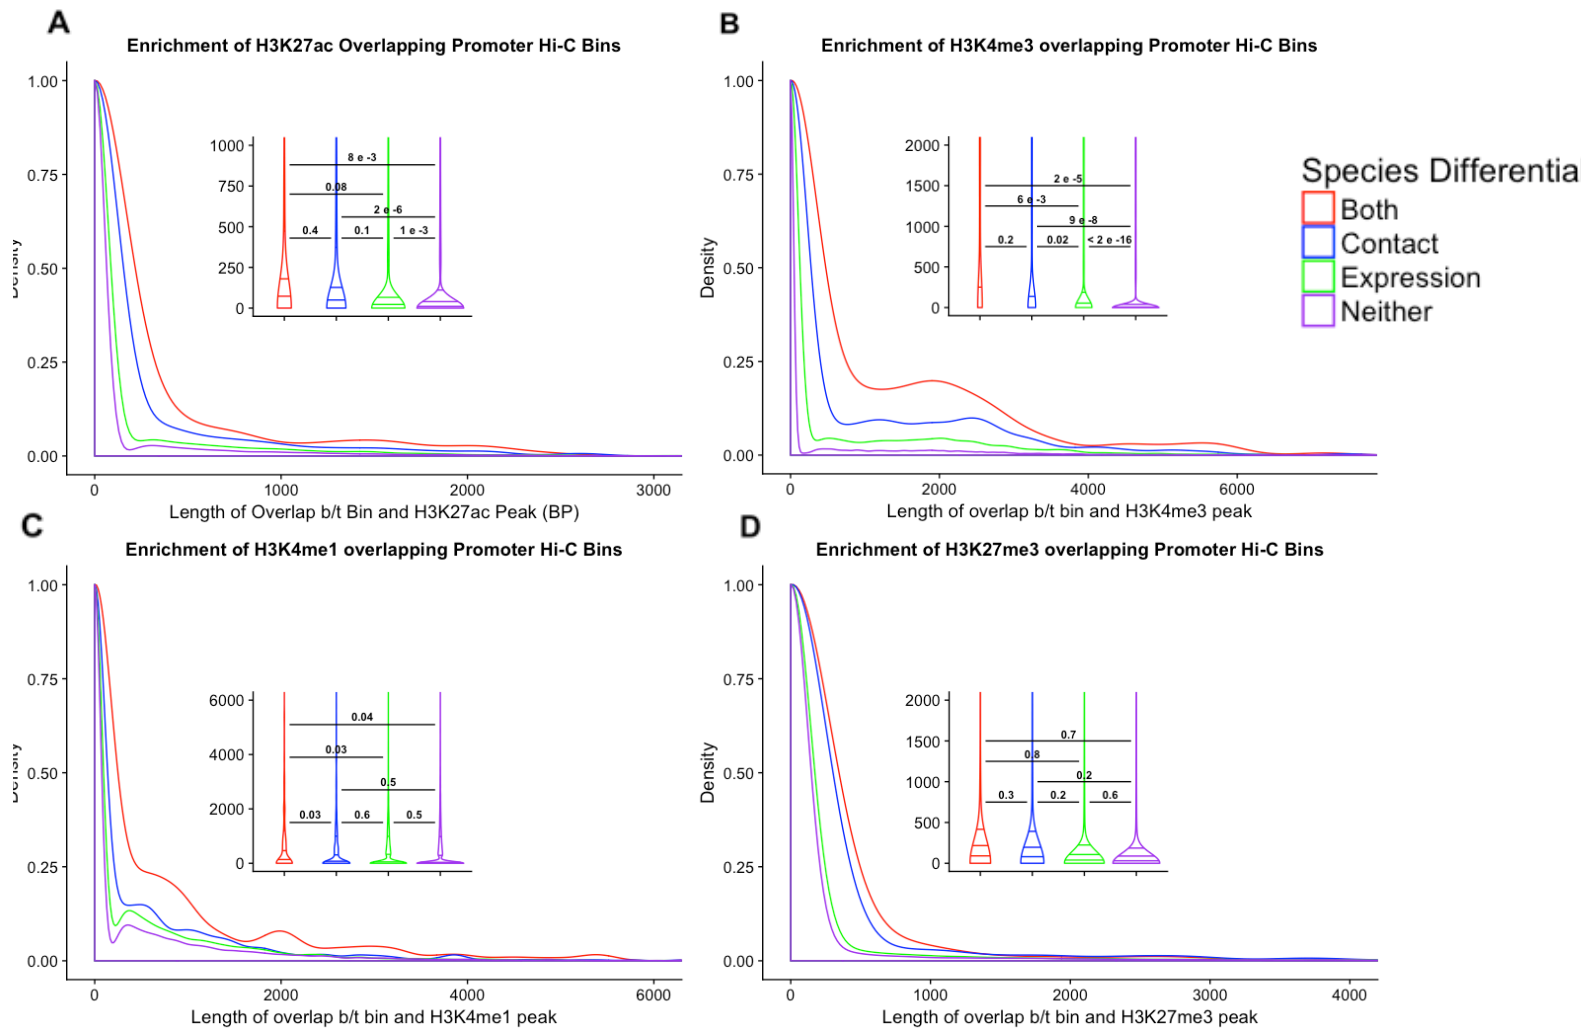 A
Enrichment of H3K27ac Overlapping Promoter Hi-C Bins
1.00
0.75
0.50
0.25
0.00
Density
0
1000
2000
3000
Length of Overlap b/t Bin and H3K27ac Peak (BP)
1000
750
500
250
0
8 e -3
0.08
2 e -6
0.4
0.1
1 e -3
B
Enrichment of H3K4me3 overlapping Promoter Hi-C Bins
1.00
0.75
0.50
0.25
0.00
Density
0
2000
4000
6000
Length of overlap b/t bin and H3K4me3 peak
2000
1500
1000
500
0
2 e -5
6 e -3
9 e -8
0.2
0.02
< 2 e -16
Species Differential
Both
Contact
Expression
Neither
C
Enrichment of H3K4me1 overlapping Promoter Hi-C Bins
1.00
0.75
0.50
0.25
0.00
Density
0
2000
4000
6000
Length of overlap b/t bin and H3K4me1 peak
6000
4000
2000
0
0.04
0.03
0.5
0.03
0.6
0.5
D
Enrichment of H3K27me3 overlapping Promoter Hi-C Bins
1.00
0.75
0.50
0.25
0.00
Density
0
1000
2000
3000
4000
Length of overlap b/t bin and H3K27me3 peak
2000
1500
1000
500
0
0.7
0.8
0.2
0.3
0.2
0.6